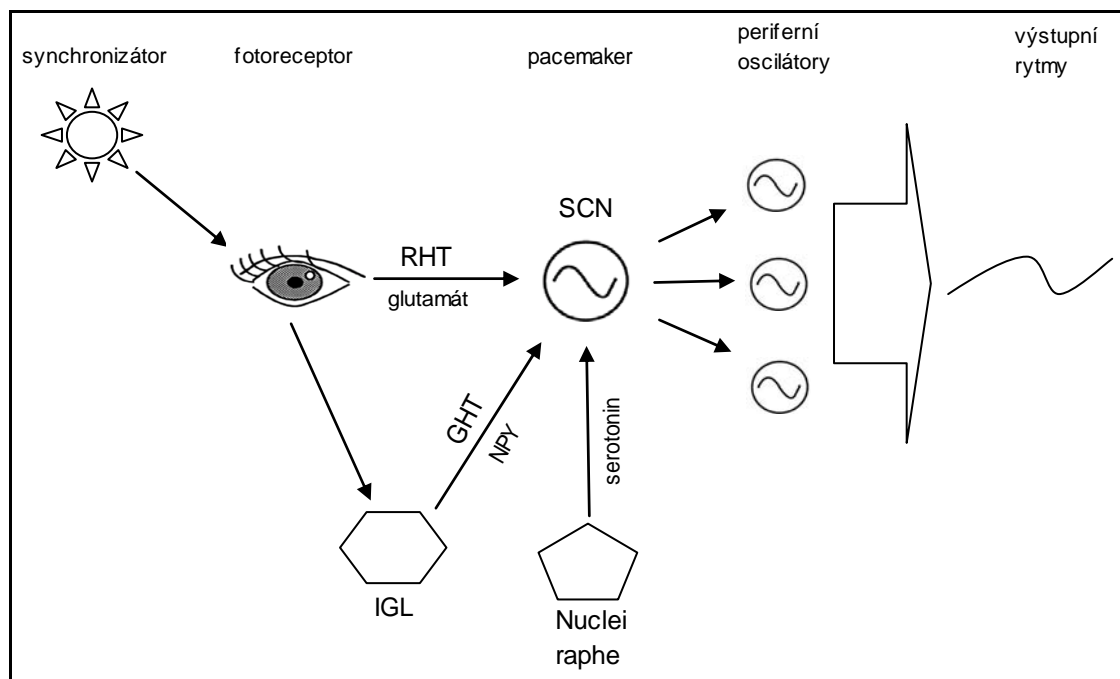 synchronizátor
fotoreceptor
pacemaker
periferní
oscilátory
výstupní
rytmy
SCN
RHT
glutamát
GHT
NPY
serotonin
IGL
Nuclei
raphe